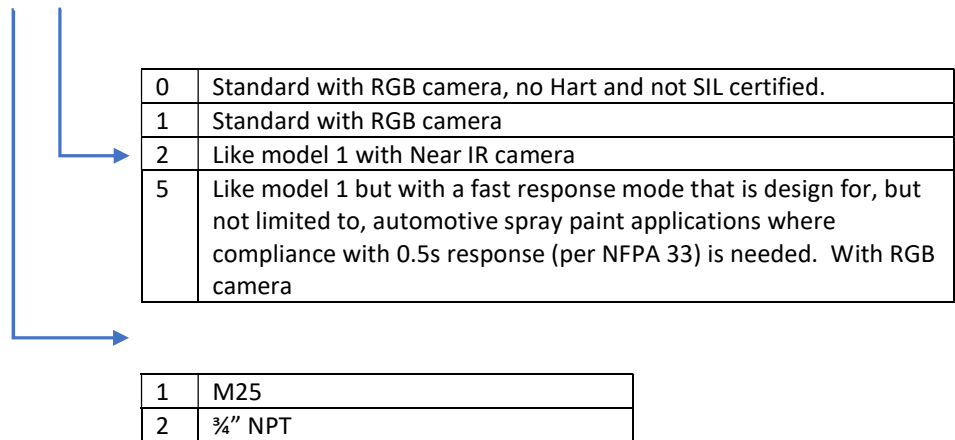 0 Standard with RGB camera, no Hart and not SIL certified.
1 Standard with RGB camera
2 Like model 1 with Near IR camera
5 Like model 1 but with a fast response mode that is design for, but
not limited to, automotive spray paint applications where
compliance with 0.5s response (per NFPA 33) is needed.  With RGB
camera
1 M25
2 ¾” NPT